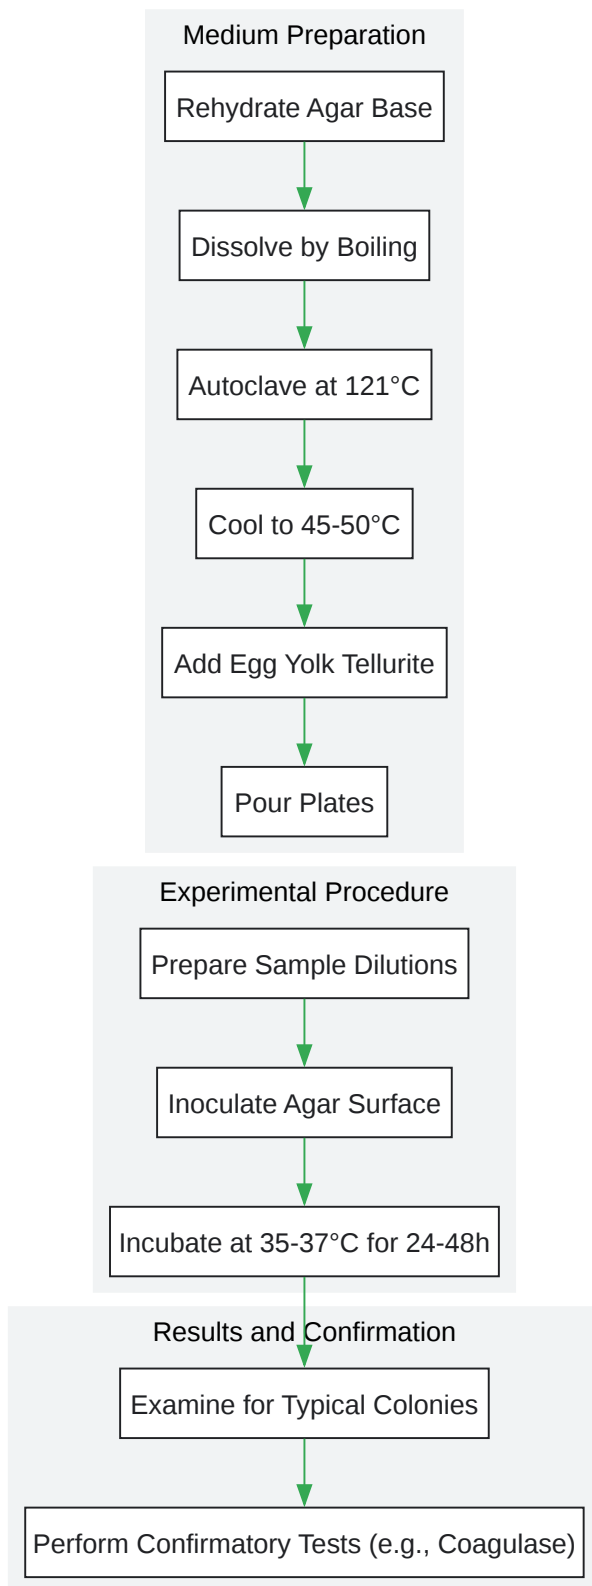 Medium Preparation
Rehydrate Agar Base
Dissolve by Boiling
Autoclave at 121°C
Cool to 45-50°C
Add Egg Yolk Tellurite
Pour Plates
Experimental Procedure
Prepare Sample Dilutions
Inoculate Agar Surface
Incubate at 35-37°C for 24-48h
Results and Confirmation
Examine for Typical Colonies
Perform Confirmatory Tests (e.g., Coagulase)